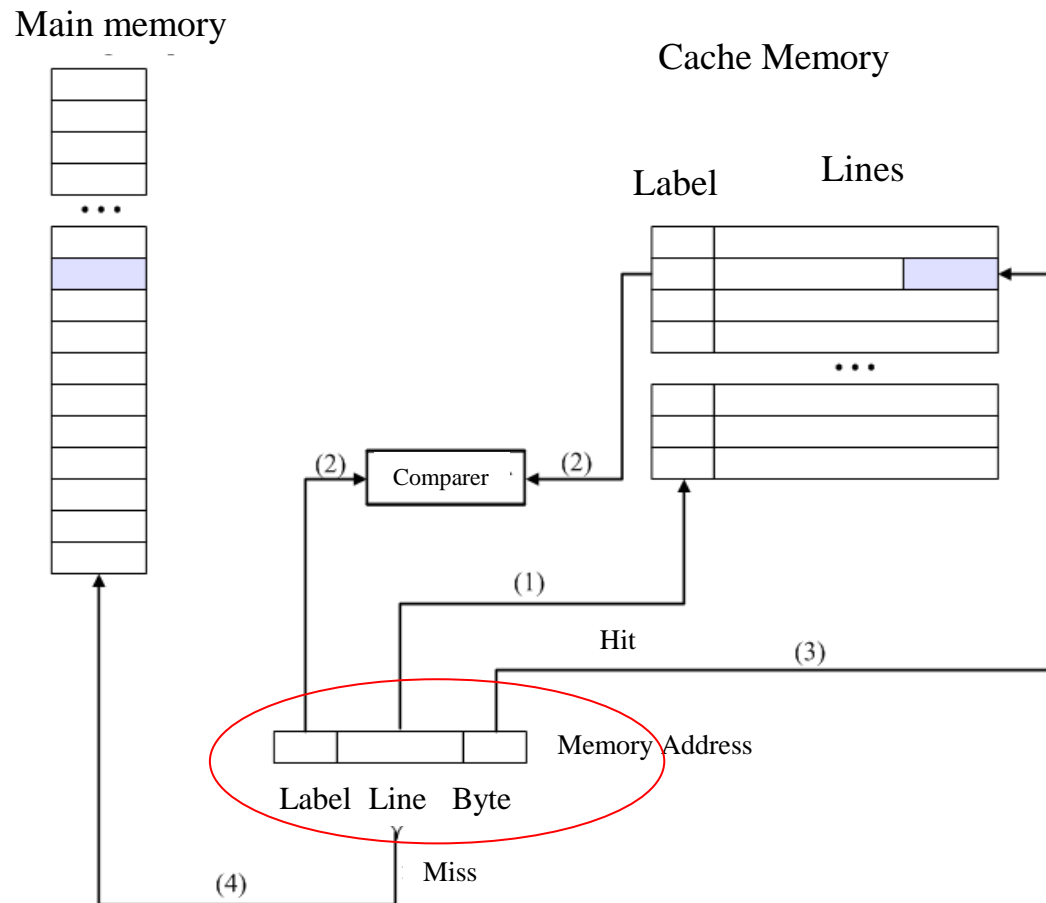 Main memory
Cache Memory
Label
Lines
...
...
(2)
Comparer
(2)
(1)
Hit
(3)
Memory Address
Label Line Byte
Miss
(4)